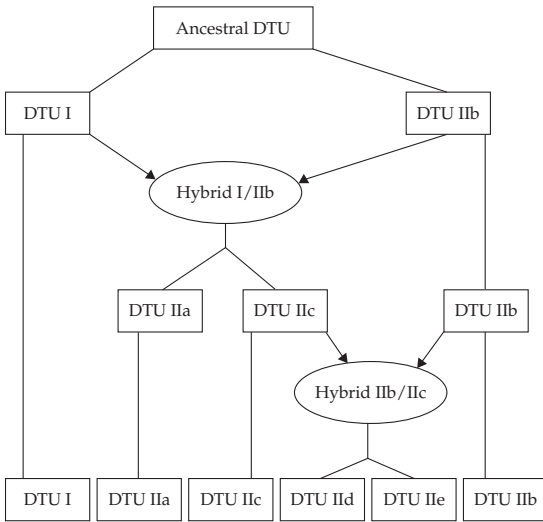 Ancestral DTU
DTU I
DTU IIb
Hybrid I/IIb
DTU IIa
DTU IIc
DTU IIb
Hybrid IIb/IIc
DTU I
DTU IIa
DTU IIc
DTU IId
DTU IIe
DTU IIb